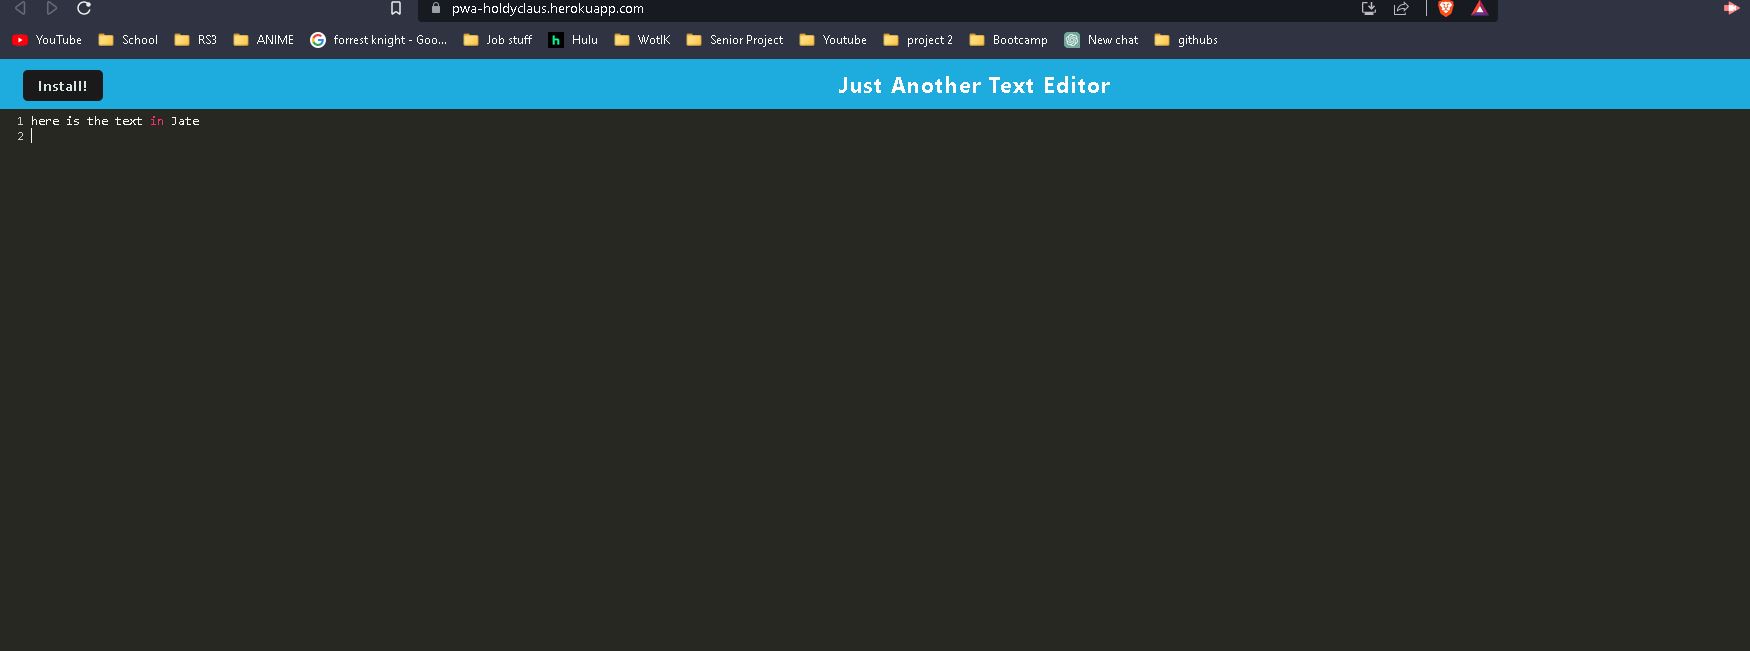 pwa-holdyclaus.herokuapp.com
YouTube School RS3 ANIME forrest knight - Goo... Job stuff h Hulu WotlK Senior Project Youtube project 2 Bootcamp New chat githubs
Install! Just Another Text Editor
1 here is the text in Jate
2